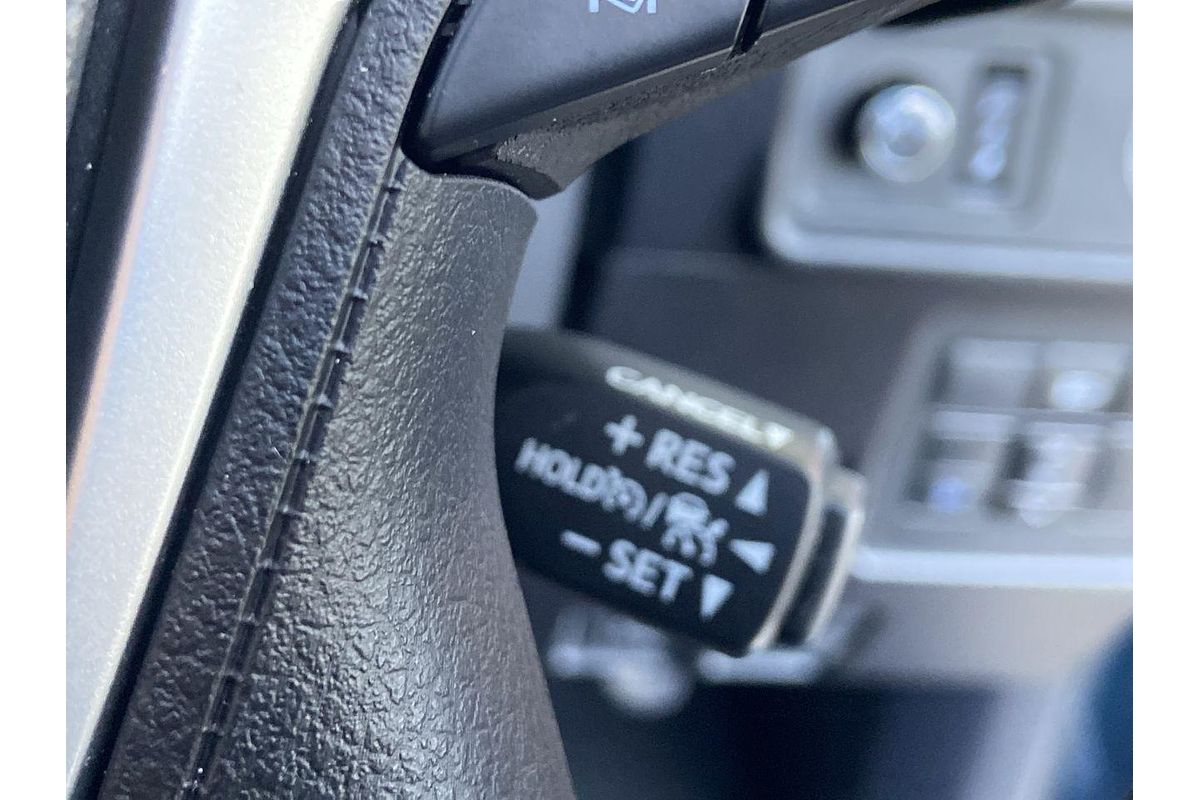 CANCEL
+ RES
HOLD /
- SET